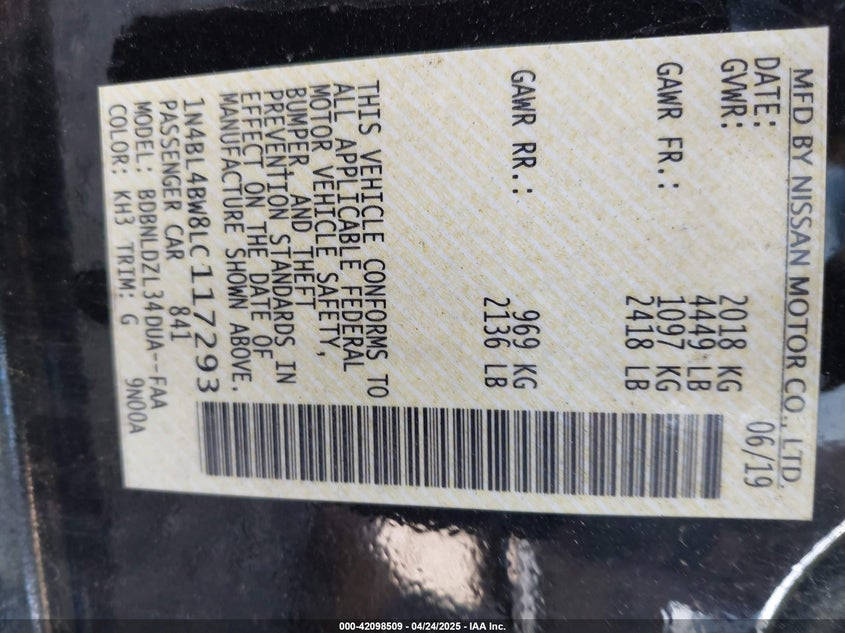 MFD BY NISSAN MOTOR CO., LTD.
DATE: 06/19
GVWR: 2018 KG
4449 LB
GAWR FR.: 1097 KG
2418 LB
GAWR RR.: 969 KG
2136 LB
THIS VEHICLE CONFORMS TO
ALL APPLICABLE FEDERAL
MOTOR VEHICLE SAFETY,
BUMPER, AND THEFT
PREVENTION STANDARDS IN
EFFECT ON THE DATE OF
MANUFACTURE SHOWN ABOVE.
1N4BL4BW8LC117293
PASSENGER CAR 841
MODEL: BDBNLDZL34DUA--FAA
COLOR: KH3 TRIM: G 9N00A
000-42098509 - 04/24/2025 - IAA Inc.